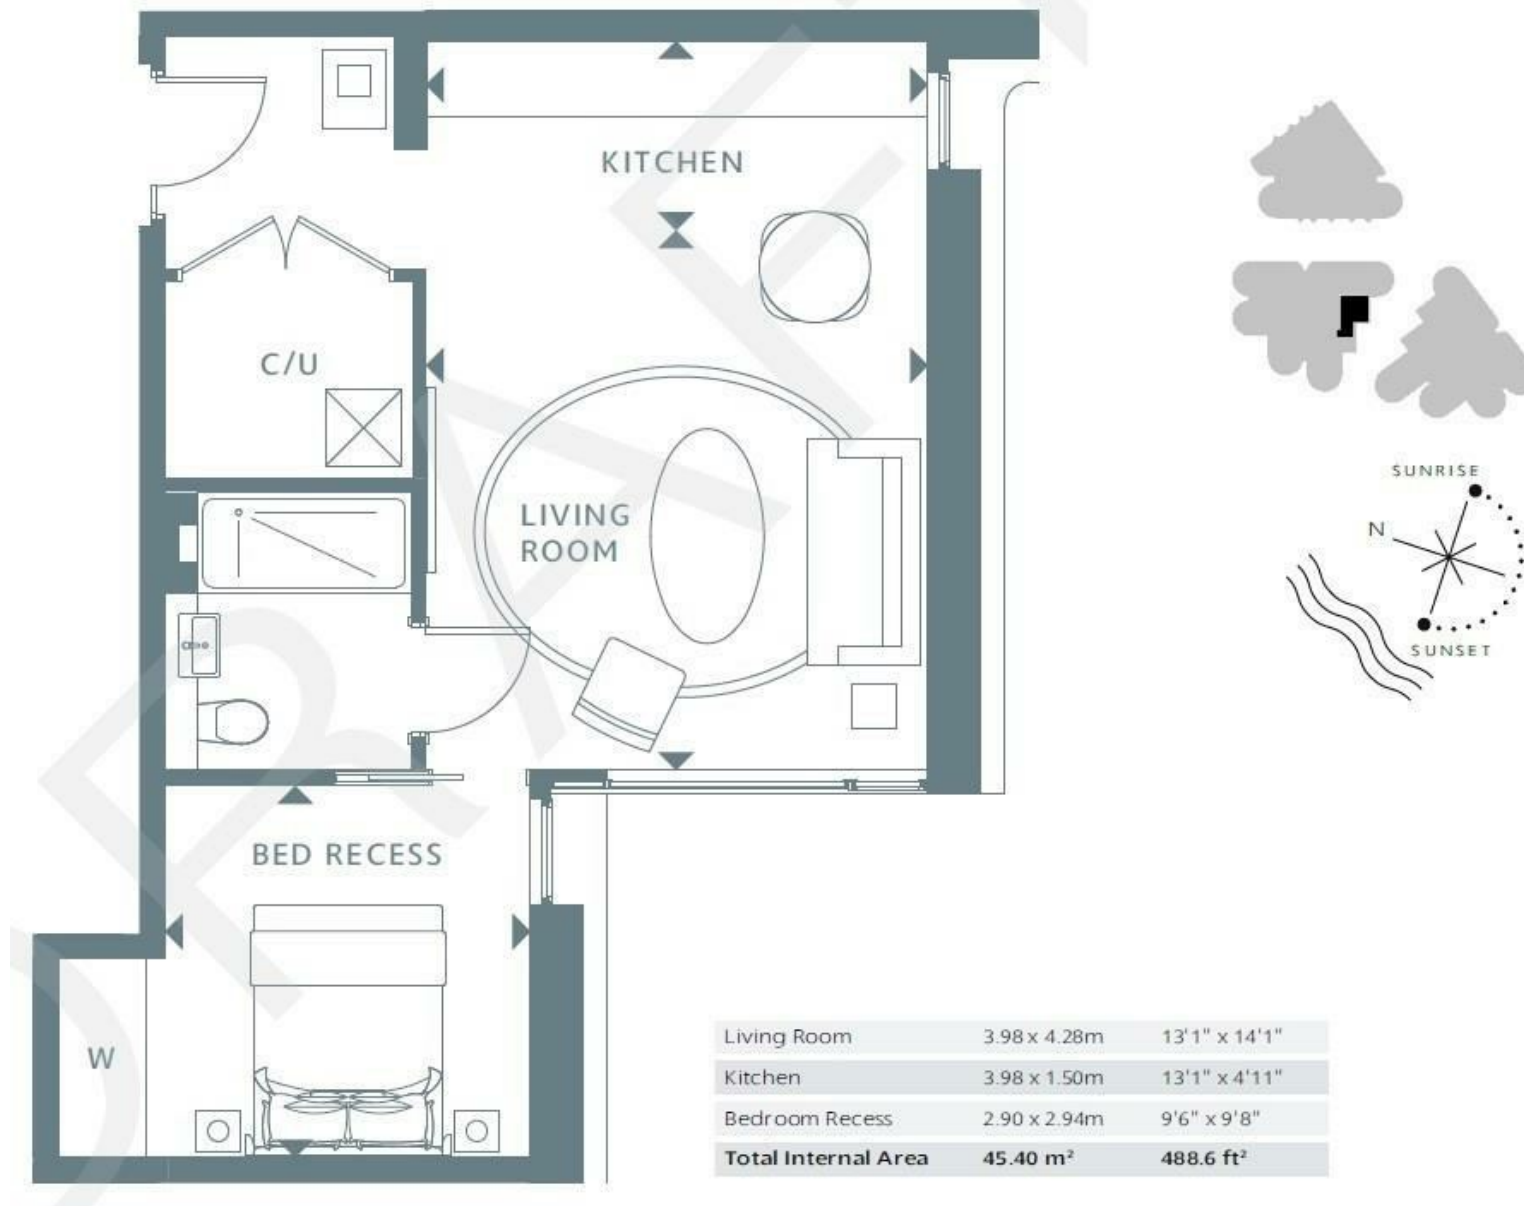 KITCHEN
C/U
LIVING
ROOM
BED RECESS
W
SUNRISE
N
SUNSET
Living Room 3.98 x 4.28m 13'1" x 14'1"
Kitchen 3.98 x 1.50m 13'1" x 4'11"
Bedroom Recess 2.90 x 2.94m 9'6" x 9'8"
Total Internal Area 45.40 m² 488.6 ft²
DRAFT